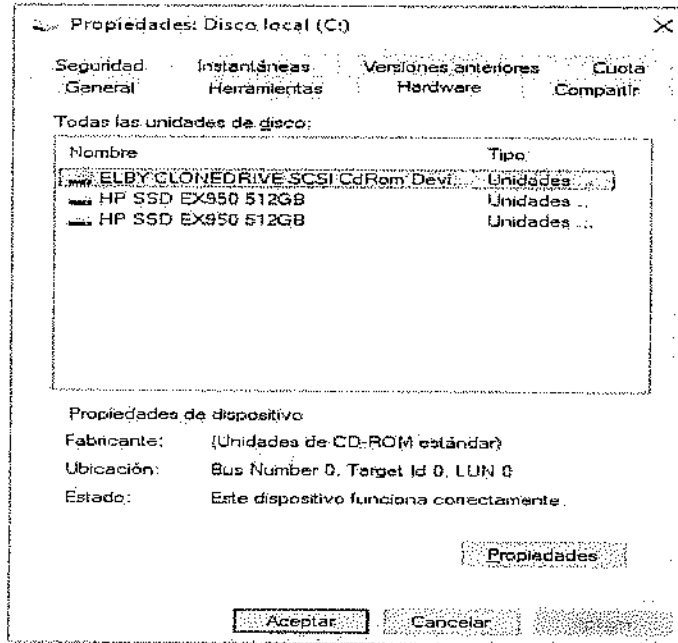 Propiedades: Disco local (C:)
Seguridad Instantáneas Versiones anteriores Cuota
General Herramientas Hardware Compartir
Todas las unidades de disco:
Nombre Tipo
ELBY CLONEDRIVE SCSI CdRom Devi... Unidades ...
HP SSD EX950 512GB Unidades ...
HP SSD EX950 512GB Unidades ...
Propiedades de dispositivo
Fabricante: (Unidades de CD-ROM estándar)
Ubicación: Bus Number 0, Target Id 0, LUN 0
Estado: Este dispositivo funciona correctamente.
Propiedades
Aceptar Cancelar